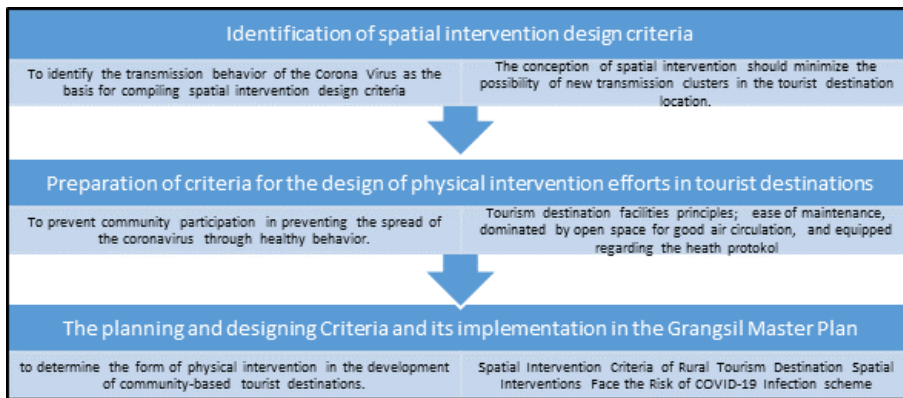 Identification of spatial intervention design criteria
To identify the transmission behavior of the Corona Virus as the
basis for compiling spatial intervention design criteria
The conception of spatial intervention should minimize the
possibility of new transmission clusters in the tourist destination
location.
Preparation of criteria for the design of physical intervention efforts in tourist destinations
To prevent community participation in preventing the spread of
the coronavirus through healthy behavior.
Tourism destination facilities principles; ease of maintenance,
dominated by open space for good air circulation, and equipped
regarding the heath protokol
The planning and designing Criteria and its implementation in the Grangsil Master Plan
to determine the form of physical intervention in the development
of community-based tourist destinations.
Spatial Intervention Criteria of Rural Tourism Destination Spatial
Interventions Face the Risk of COVID-19 Infection scheme